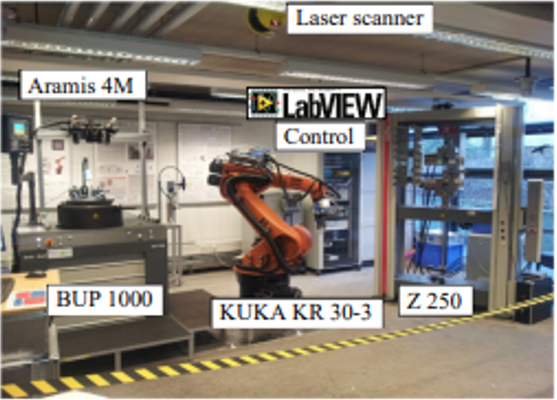 Laser scanner
Aramis 4M
LabVIEW
Control
BUP 1000
KUKA KR 30-3
Z 250